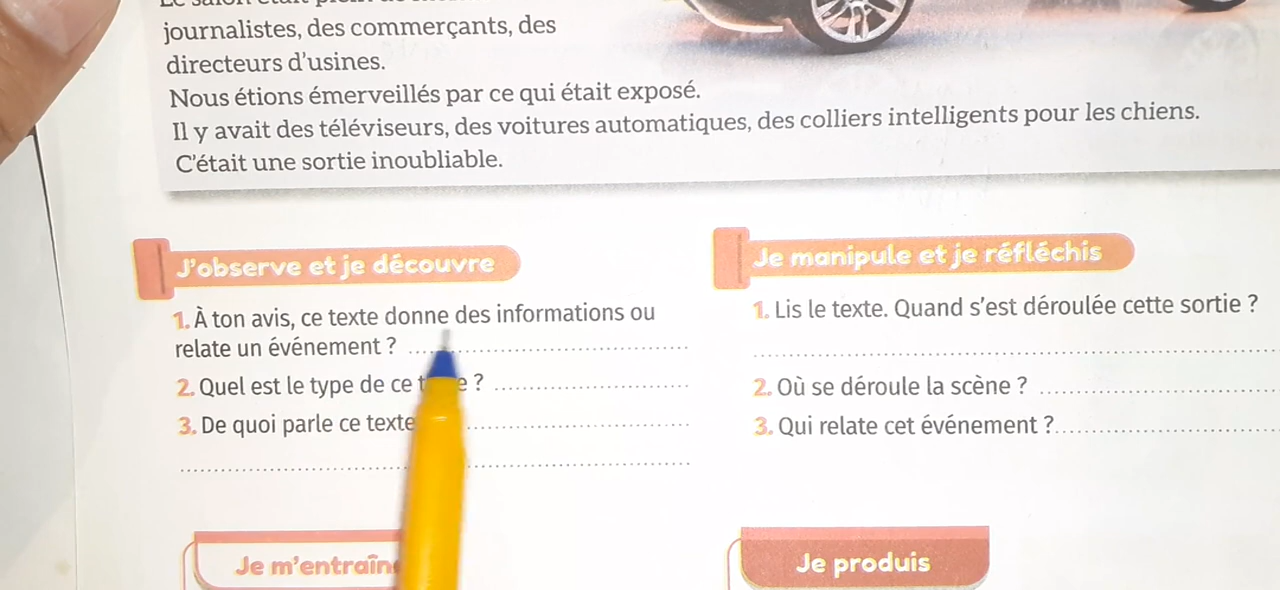 journalistes, des commerçants, des
directeurs d'usines.
Nous étions émerveillés par ce qui était exposé.
Il y avait des téléviseurs, des voitures automatiques, des colliers intelligents pour les chiens.
C'était une sortie inoubliable.
J'observe et je découvre
1. À ton avis, ce texte donne des informations ou
relate un événement ?
2. Quel est le type de ce ?
3. De quoi parle ce texte
Je manipule et je réfléchis
1. Lis le texte. Quand s'est déroulée cette sortie ?
2. Où se déroule la scène ?
3. Qui relate cet événement ?
Je
Je produis